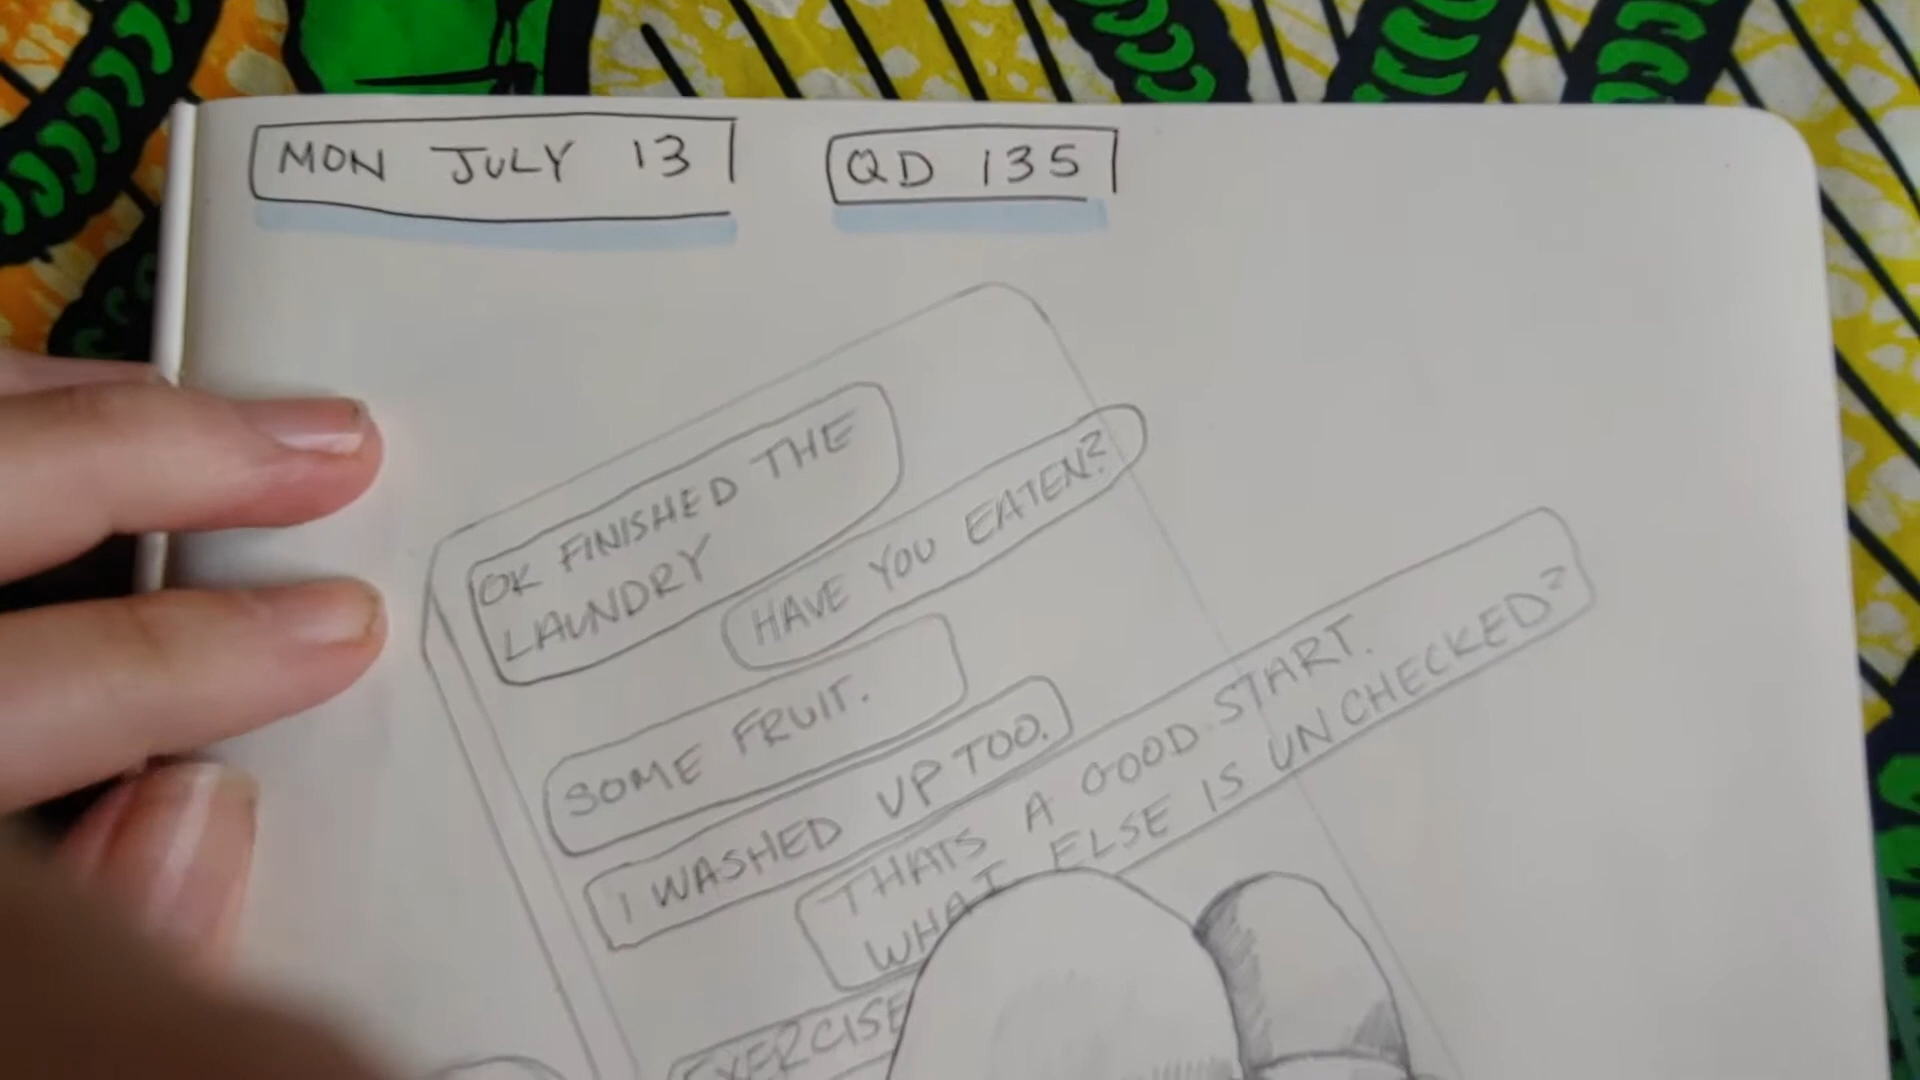 MON JULY 13
QD 135
OK FINISHED THE
LAUNDRY
HAVE YOU EATEN?
SOME FRUIT.
I WASHED UP TOO.
THATS A GOOD START.
WHAT ELSE IS UNCHECKED?
EXERCISE